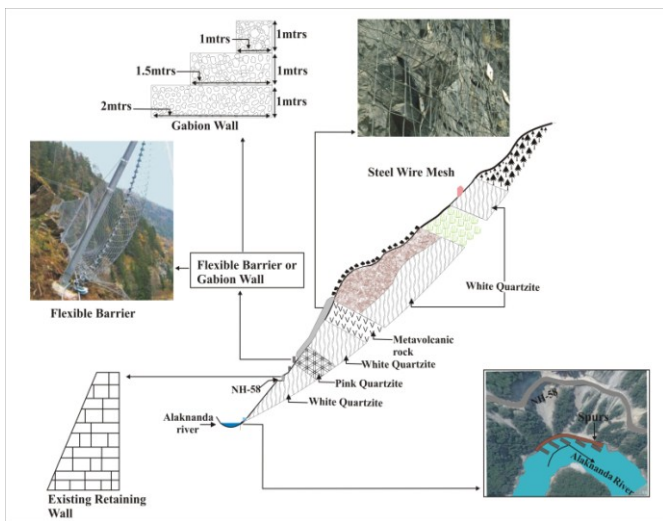 1mtrs
1mtrs
1.5mtrs
1mtrs
2mtrs
1mtrs
Gabion Wall
Steel Wire Mesh
Flexible Barrier or
Gabion Wall
Flexible Barrier
White Quartzite
Metavolcanic
rock
White Quartzite
Pink Quartzite
White Quartzite
NH-58
Alaknanda
river
Existing Retaining
Wall
NH-58
Spurs
Alaknanda River